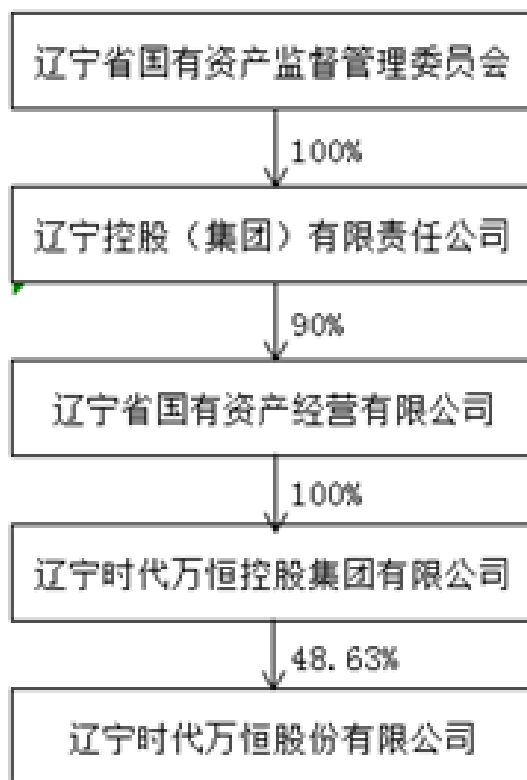 辽宁省国有资产监督管理委员会
100%
辽宁控股（集团）有限责任公司
90%
辽宁省国有资产经营有限公司
100%
辽宁时代万恒控股集团有限公司
48.63%
辽宁时代万恒股份有限公司